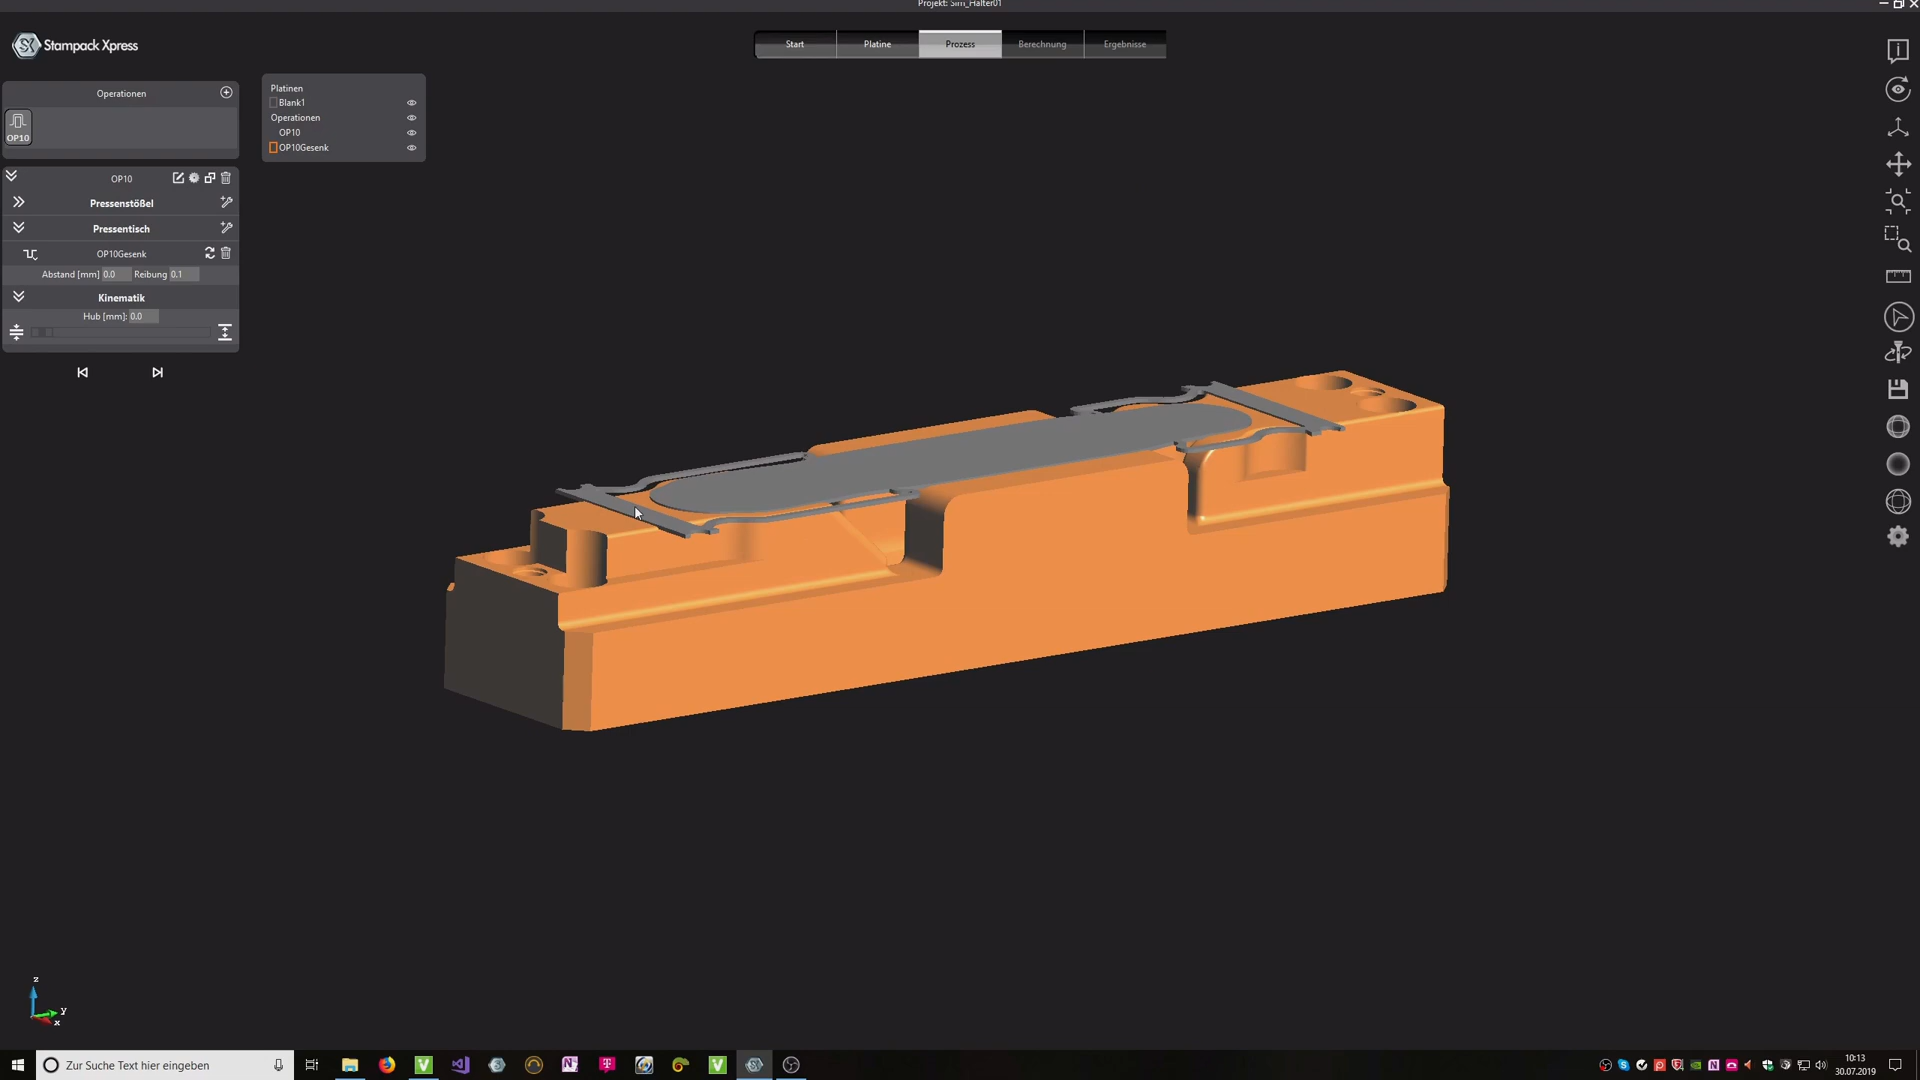 Projekt: Sim_Halter01
Stampack Xpress
Start
Platine
Prozess
Berechnung
Ergebnisse
Operationen
OP10
Platinen
Blank1
Operationen
OP10
OP10Gesenk
OP10
Pressenstößel
Pressentisch
OP10Gesenk
Abstand [mm] 0.0 Reibung 0.1
Kinematik
Hub [mm]: 0.0
z
y
x
Zur Suche Text hier eingeben
10:13
30.07.2019